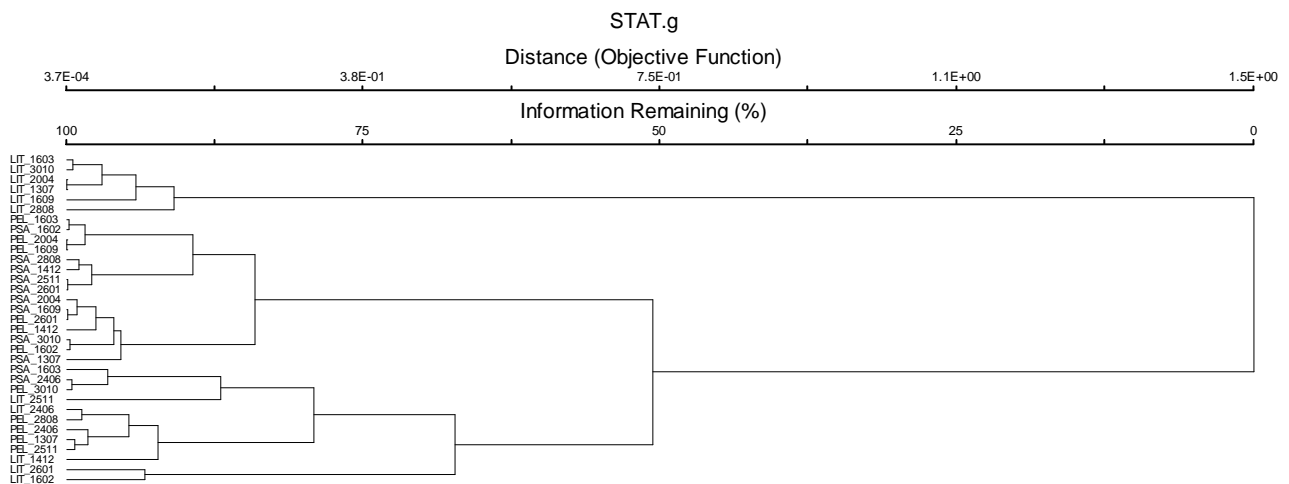 STAT.g
Distance (Objective Function)
3.7E-04 3.8E-01 7.5E-01 1.1E+00 1.5E+00
Information Remaining (%)
100 75 50 25 0
LIT_1603
LIT_3010
LIT_2004
LIT_1307
LIT_1609
LIT_2808
PEL_1603
PSA_1602
PEL_2004
PEL_1609
PSA_2808
PSA_1412
PSA_2511
PSA_2601
PSA_2004
PSA_1609
PEL_2601
PEL_1412
PSA_3010
PEL_1602
PSA_1307
PSA_1603
PSA_2406
PEL_3010
LIT_2511
LIT_2406
PEL_2808
PEL_2406
PEL_1307
PEL_2511
LIT_1412
LIT_2601
LIT_1602